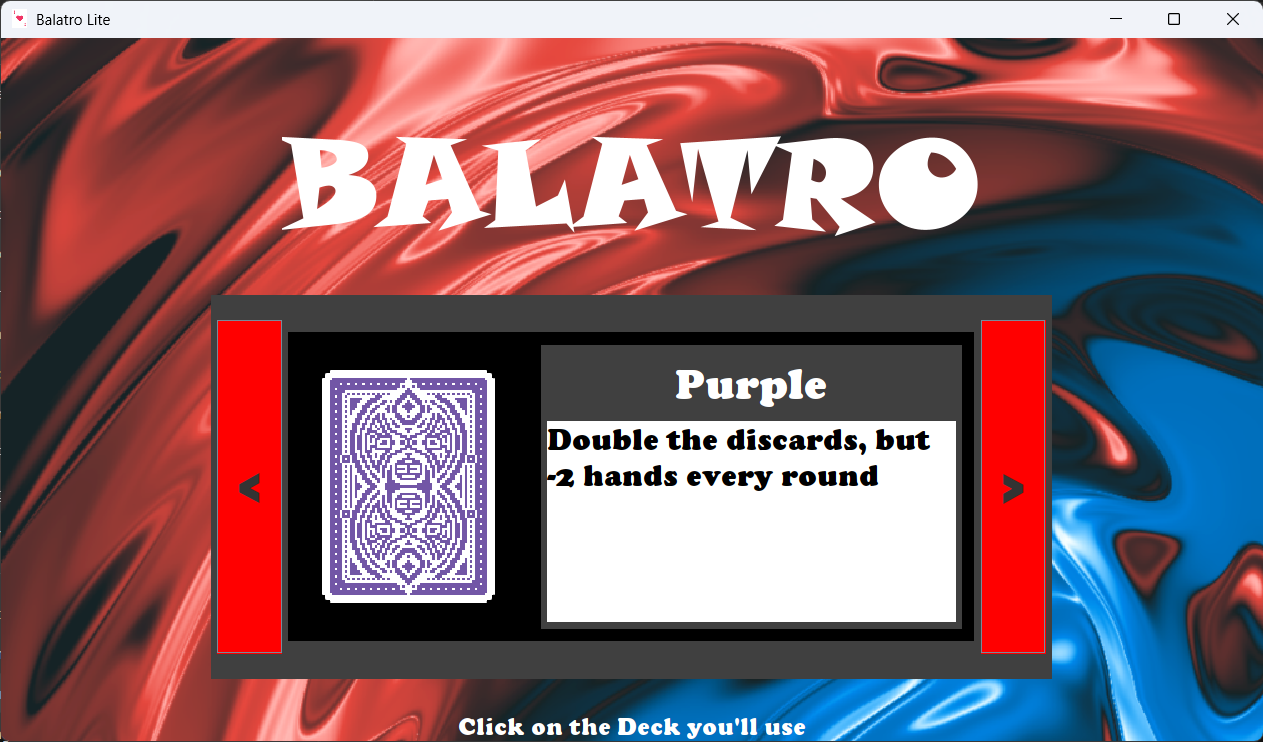 Balatro Lite
BALATRO
<
Purple
Double the discards, but
-2 hands every round
>
Click on the Deck you'll use